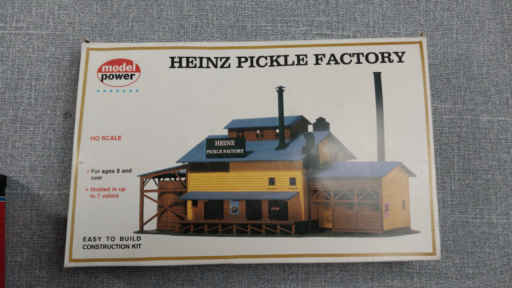 model
power
HEINZ PICKLE FACTORY
HO SCALE
HEINZ
PICKLE FACTORY
For ages 8 and
over
Molded in up
to 7 colors
EASY TO BUILD
CONSTRUCTION KIT